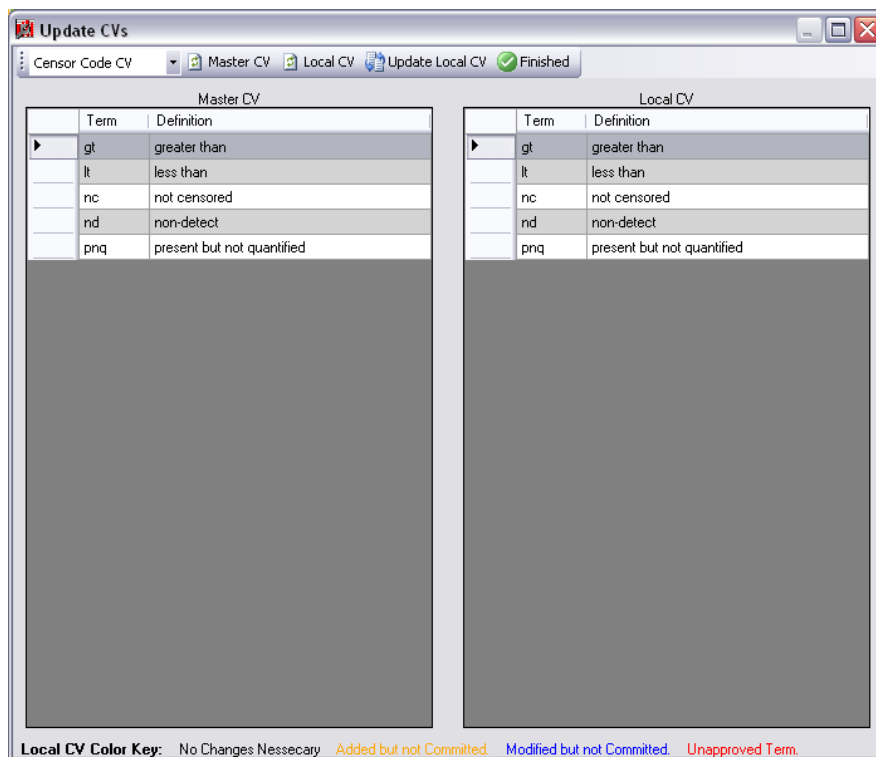 Update CVs
Censor Code CV Master CV Local CV Update Local CV Finished
Master CV Local CV
Term Definition Term Definition
gt greater than gt greater than
lt less than lt less than
nc not censored nc not censored
nd non-detect nd non-detect
pnq present but not quantified pnq present but not quantified
Local CV Color Key: No Changes Nessecary Added but not Committed. Modified but not Committed. Unapproved Term.